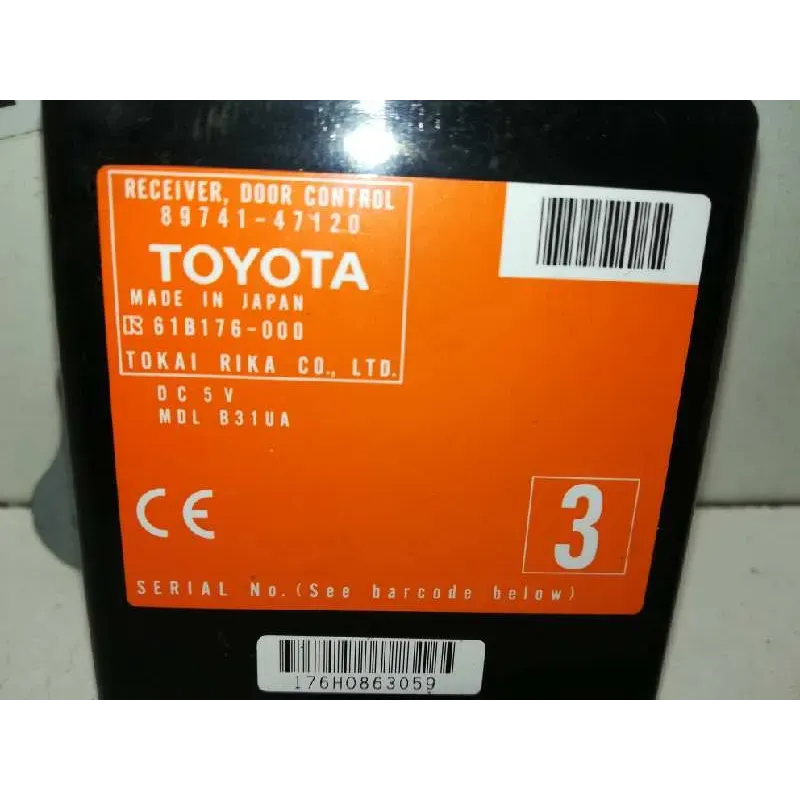 RECEIVER, DOOR CONTROL
89741-47120
TOYOTA
MADE IN JAPAN
61B176-000
TOKAI RIKA CO., LTD.
DC 5V
MDL B31UA
CE
3
SERIAL No.(See barcode below)
176H0863059